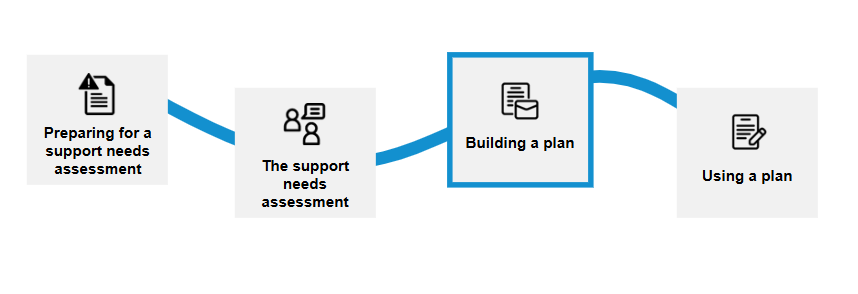 Preparing for a
support needs
assessment
The support
needs
assessment
Building a plan
Using a plan